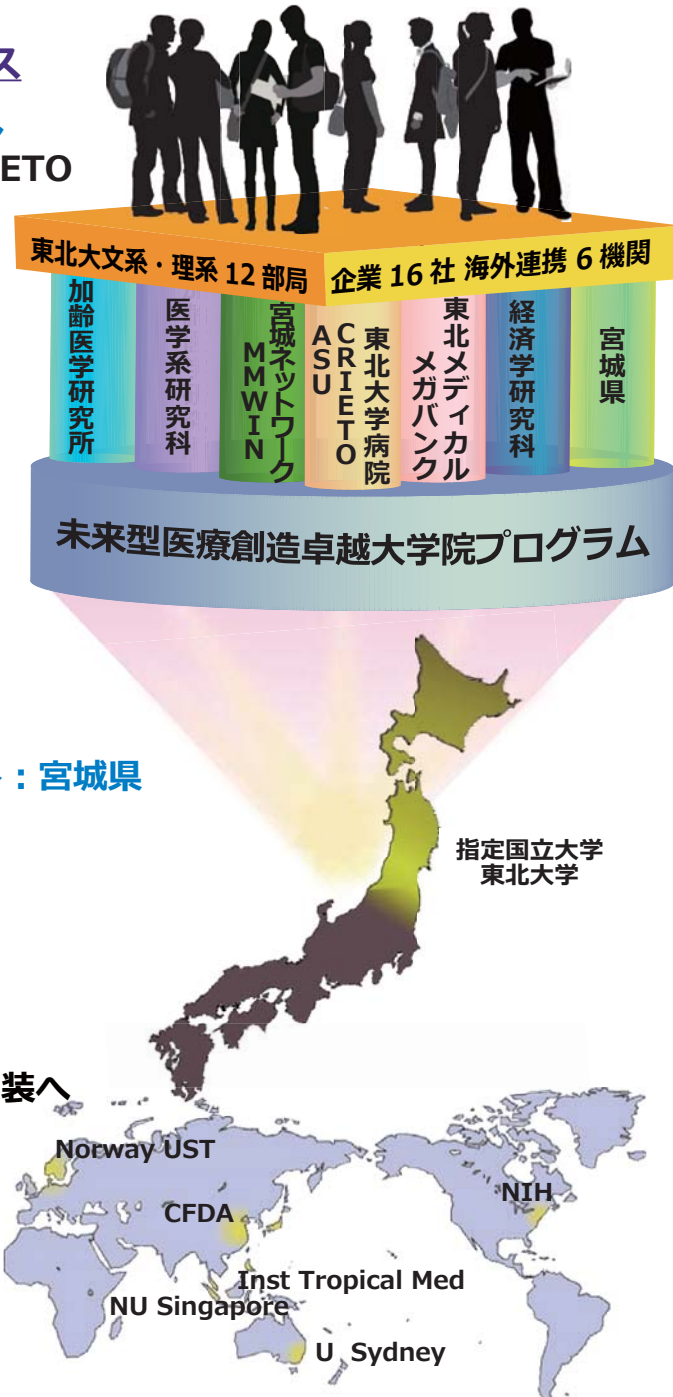 ス
ETO
東北大文系・理系 12 部局
企業 16 社 海外連携 6 機関
加齢医学研究所
医学系研究科
宮城ネットワーク
MMWIN
東北大学病院
CRIETO
ASU
東北メディカル
メガバンク
経済学研究科
宮城県
未来型医療創造卓越大学院プログラム
：宮城県
指定国立大学
東北大学
装へ
Norway UST
CFDA
NIH
Inst Tropical Med
NU Singapore
U Sydney